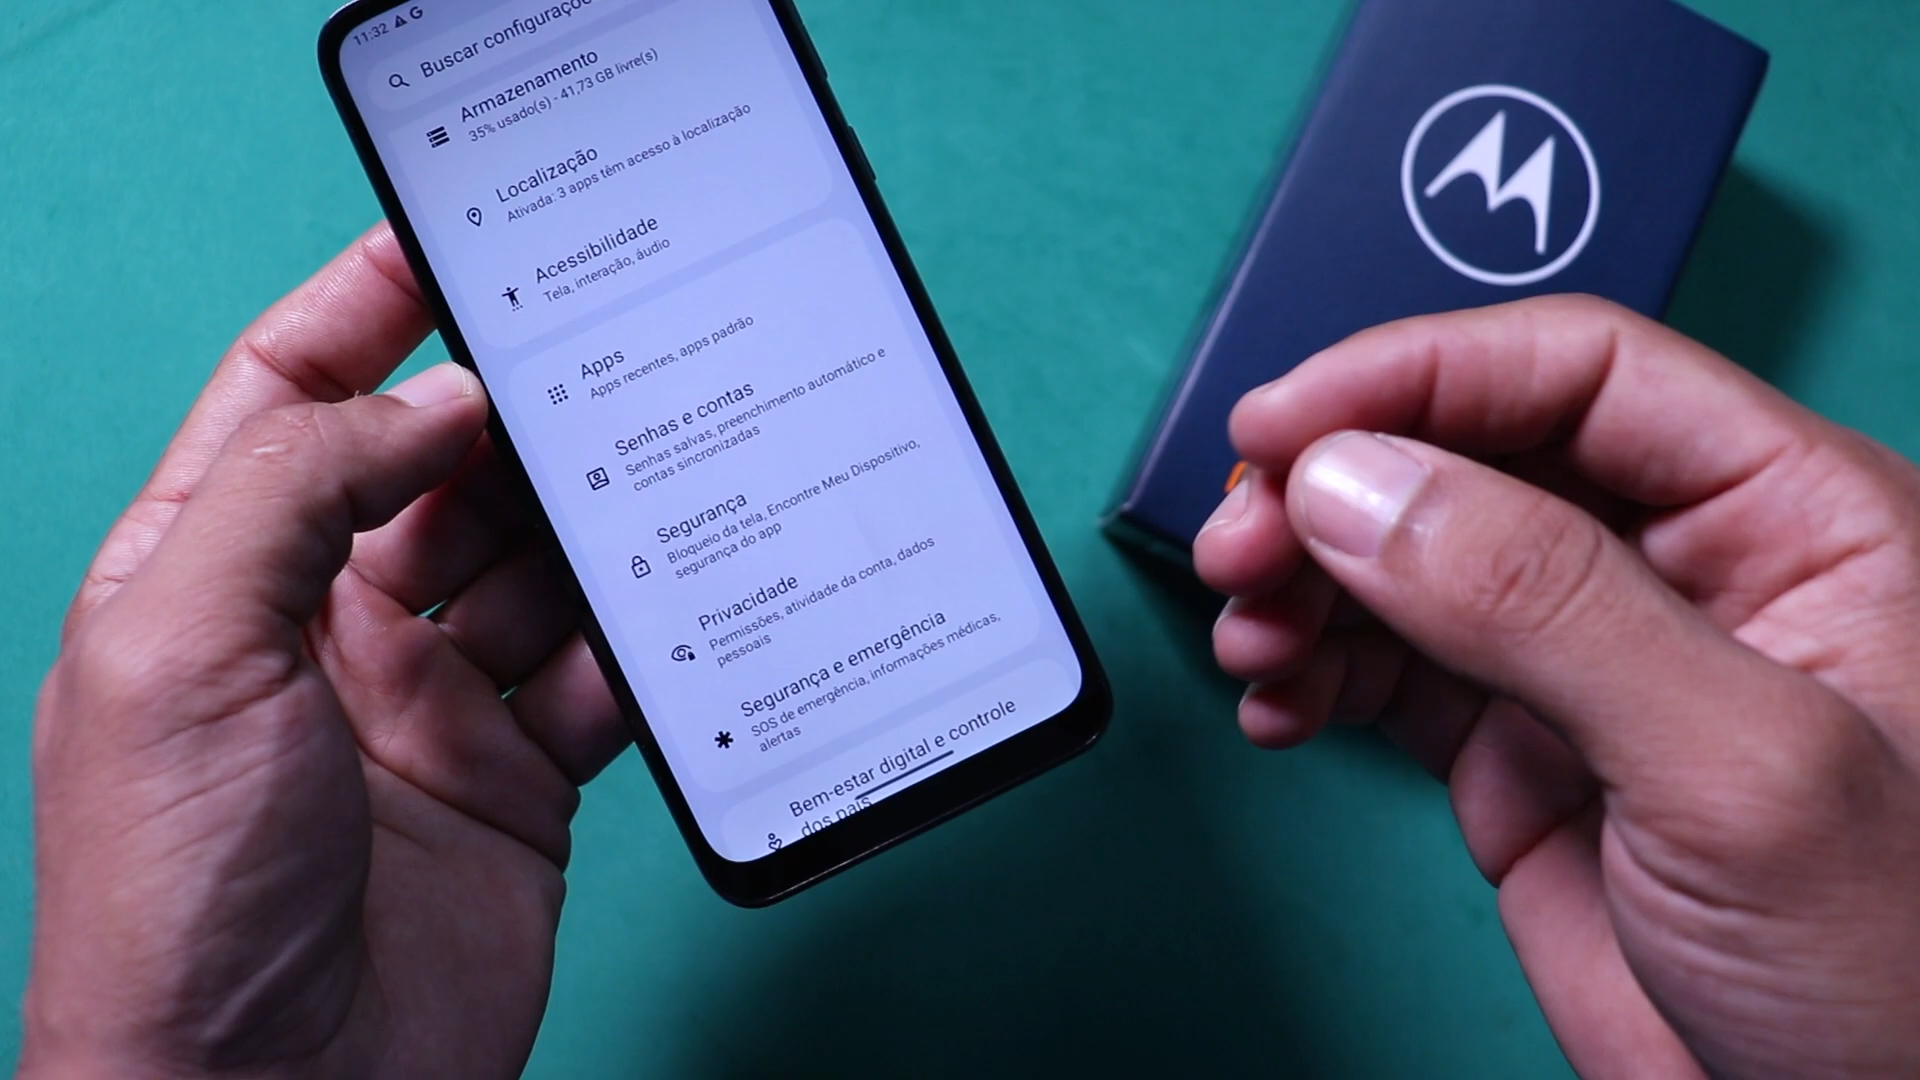 11:32 G
Buscar configuraçõe
Armazenamento
35% usado(s) - 41,73 GB livre(s)
Localização
Ativada: 3 apps têm acesso à localização
Acessibilidade
Tela, interação, áudio
Apps
Apps recentes, apps padrão
Senhas e contas
Senhas salvas, preenchimento automático e
contas sincronizadas
Segurança
Bloqueio da tela, Encontre Meu Dispositivo,
segurança do app
Privacidade
Permissões, atividade da conta, dados
pessoais
Segurança e emergência
SOS de emergência, informações médicas,
alertas
Bem-estar digital e controle
dos pais